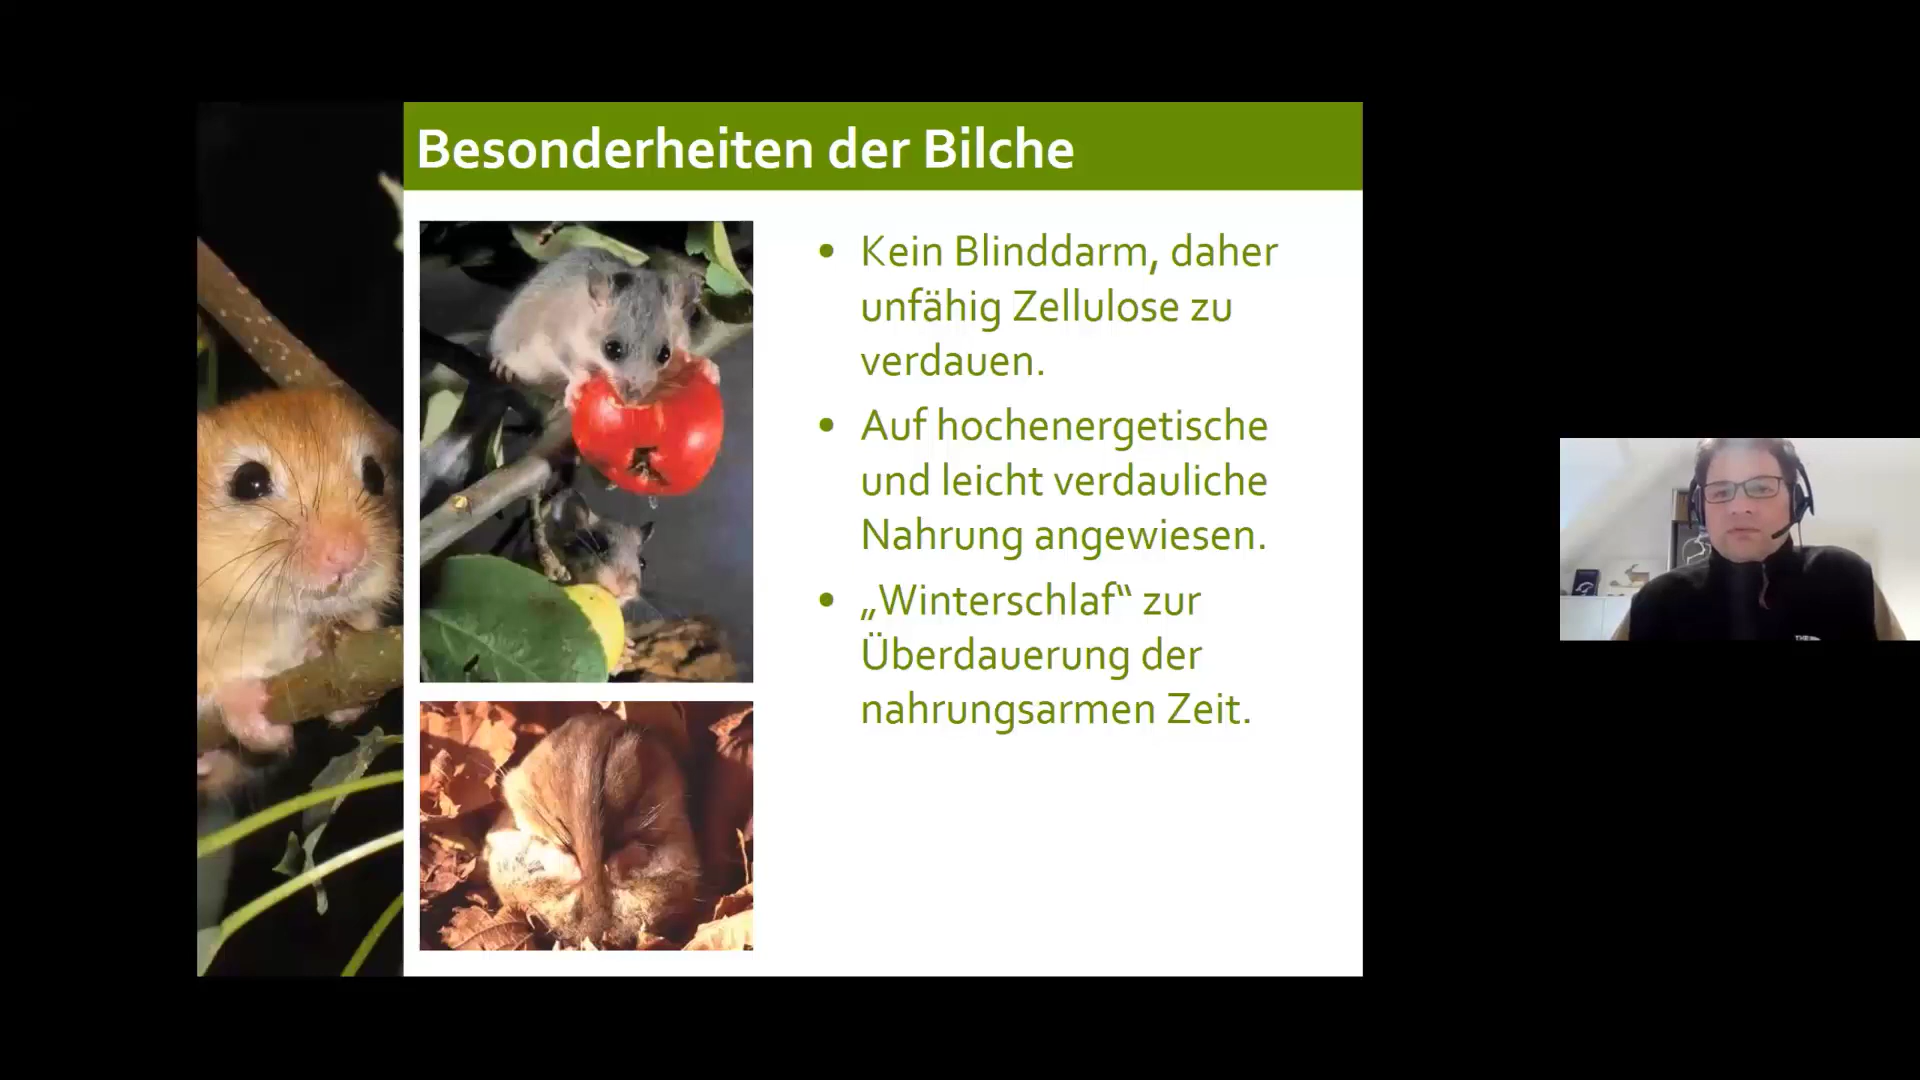 Besonderheiten der Bilche
• Kein Blinddarm, daher
unfähig Zellulose zu
verdauen.
• Auf hochenergetische
und leicht verdauliche
Nahrung angewiesen.
• „Winterschlaf“ zur
Überdauerung der
nahrungsarmen Zeit.
THE